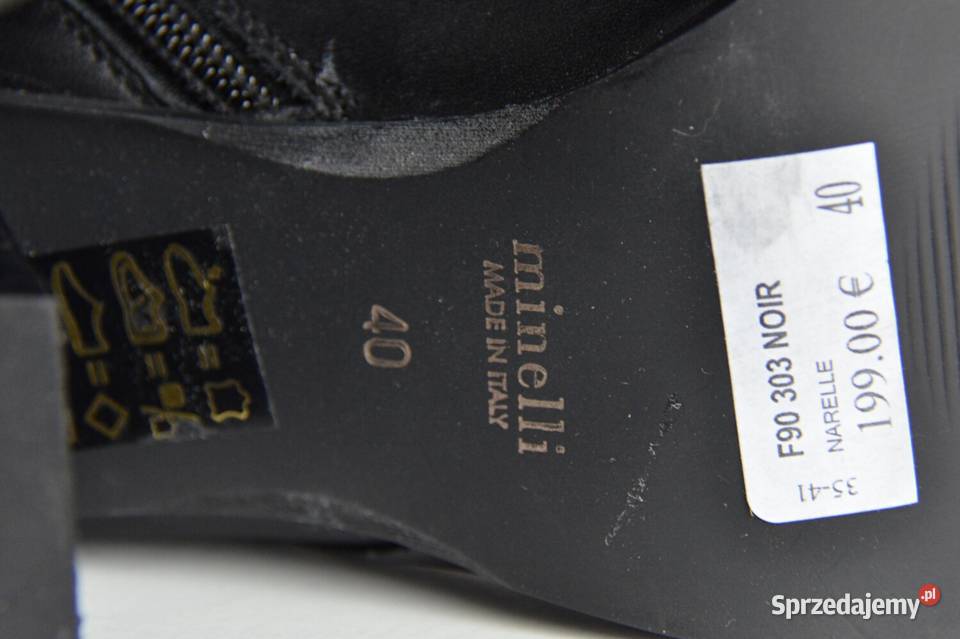 minelli
MADE IN ITALY
40
F90 303 NOIR
NARELLE
199.00 €
40
35-41
Sprzedajemy.pl